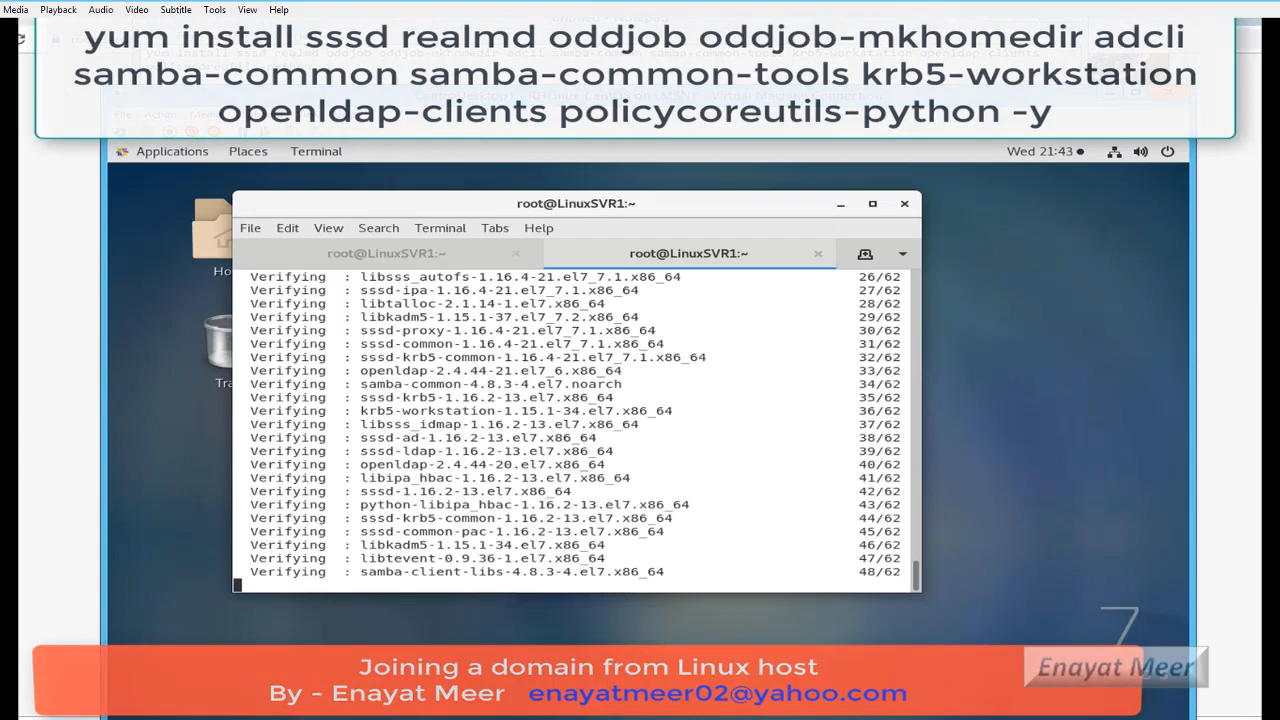 Media Playback Audio Video Subtitle Tools View Help
yum install sssd realmd oddjob oddjob-mkhomedir adcli
samba-common samba-common-tools krb5-workstation
openldap-clients policycoreutils-python -y
Applications Places Terminal Wed 21:43
root@LinuxSVR1:~
File Edit View Search Terminal Tabs Help
root@LinuxSVR1:~ root@LinuxSVR1:~
Verifying : libsss_autofs-1.16.4-21.el7_7.1.x86_64 26/62
Verifying : sssd-ipa-1.16.4-21.el7_7.1.x86_64 27/62
Verifying : libtalloc-2.1.14-1.el7.x86_64 28/62
Verifying : libkadm5-1.15.1-37.el7_7.2.x86_64 29/62
Verifying : sssd-proxy-1.16.4-21.el7_7.1.x86_64 30/62
Verifying : sssd-common-1.16.4-21.el7_7.1.x86_64 31/62
Verifying : sssd-krb5-common-1.16.4-21.el7_7.1.x86_64 32/62
Verifying : openldap-2.4.44-21.el7_6.x86_64 33/62
Verifying : samba-common-4.8.3-4.el7.noarch 34/62
Verifying : sssd-krb5-1.16.2-13.el7.x86_64 35/62
Verifying : krb5-workstation-1.15.1-34.el7.x86_64 36/62
Verifying : libsss_idmap-1.16.2-13.el7.x86_64 37/62
Verifying : sssd-ad-1.16.2-13.el7.x86_64 38/62
Verifying : sssd-ldap-1.16.2-13.el7.x86_64 39/62
Verifying : openldap-2.4.44-20.el7.x86_64 40/62
Verifying : libipa_hbac-1.16.2-13.el7.x86_64 41/62
Verifying : sssd-1.16.2-13.el7.x86_64 42/62
Verifying : python-libipa_hbac-1.16.2-13.el7.x86_64 43/62
Verifying : sssd-krb5-common-1.16.2-13.el7.x86_64 44/62
Verifying : sssd-common-pac-1.16.2-13.el7.x86_64 45/62
Verifying : libkadm5-1.15.1-34.el7.x86_64 46/62
Verifying : libtevent-0.9.36-1.el7.x86_64 47/62
Verifying : samba-client-libs-4.8.3-4.el7.x86_64 48/62
Ho
Tra
7
Joining a domain from Linux host
By - Enayat Meer enayatmeer02@yahoo.com
Enayat Meer